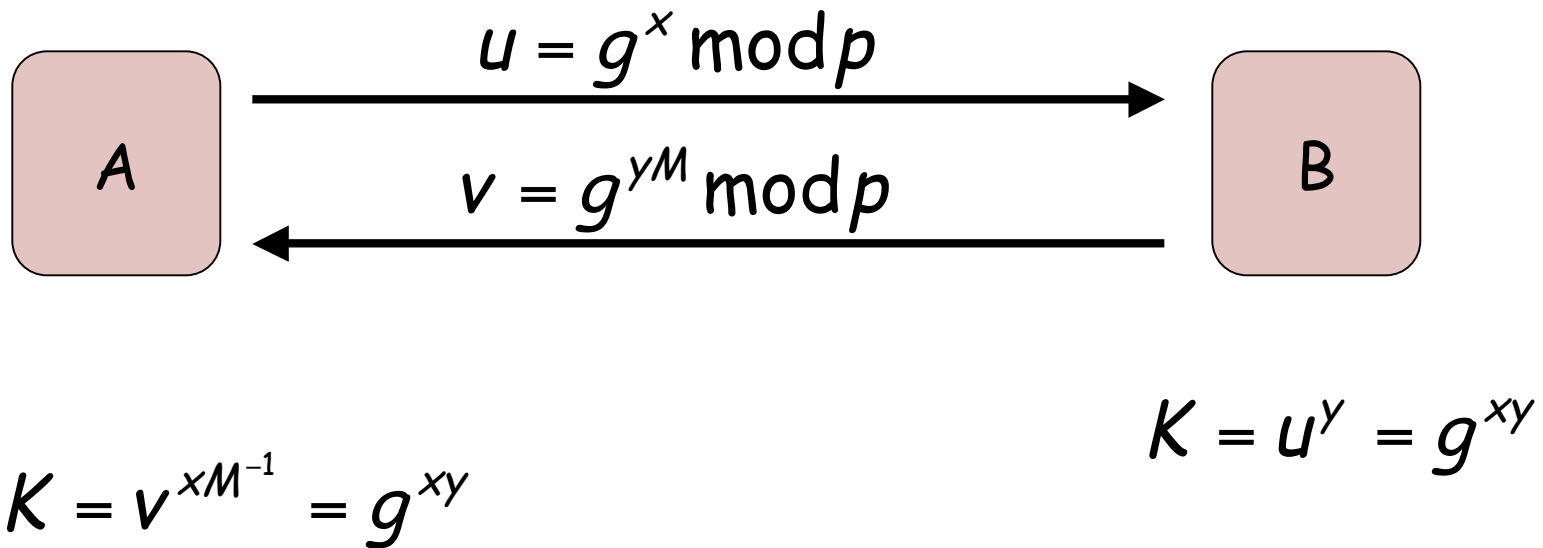 u = g^x mod p
A
B
v = g^{yM} mod p
K = u^y = g^{xy}
K = v^{xM^{-1}} = g^{xy}